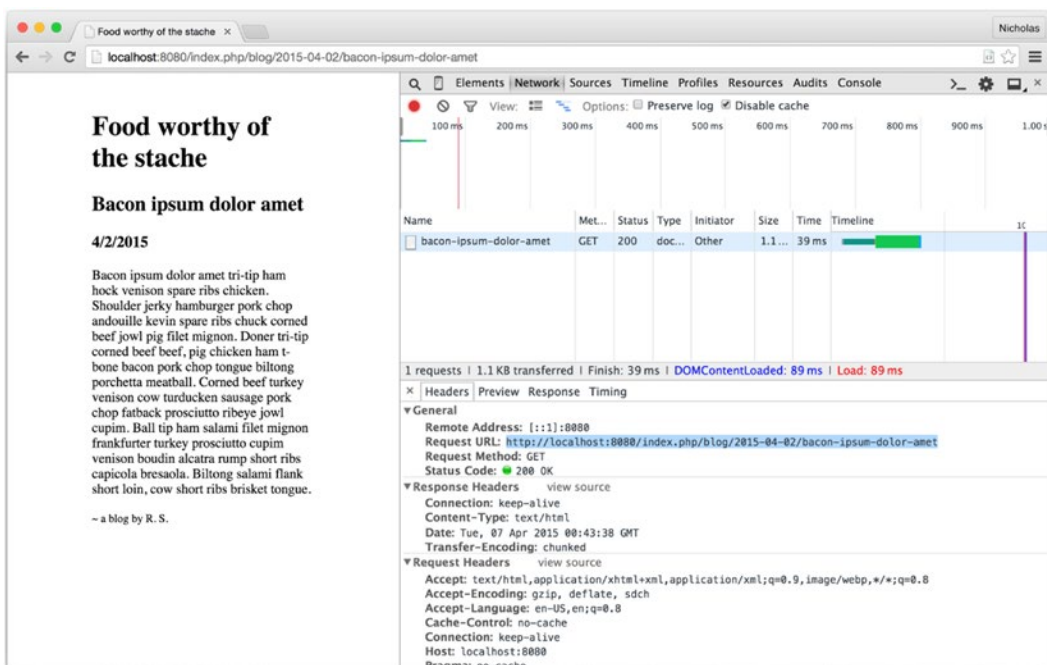 Food worthy of the stache ×
Nicholas
localhost:8080/index.php/blog/2015-04-02/bacon-ipsum-dolor-amet
Food worthy of
the stache
Bacon ipsum dolor amet
4/2/2015
Bacon ipsum dolor amet tri-tip ham
hock venison spare ribs chicken.
Shoulder jerky hamburger pork chop
andouille kevin spare ribs chuck corned
beef jowl pig filet mignon. Doner tri-tip
corned beef beef, pig chicken ham t-
bone bacon pork chop tongue biltong
porchetta meatball. Corned beef turkey
venison cow turducken sausage pork
chop fatback prosciutto ribeye jowl
cupim. Ball tip ham salami filet mignon
frankfurter turkey prosciutto cupim
venison boudin alcatra rump short ribs
capicola bresaola. Biltong salami flank
short loin, cow short ribs brisket tongue.
~ a blog by R. S.
Elements Network Sources Timeline Profiles Resources Audits Console
View: Options: Preserve log Disable cache
100 ms 200 ms 300 ms 400 ms 500 ms 600 ms 700 ms 800 ms 900 ms 1.00 s
Name Met... Status Type Initiator Size Time Timeline
bacon-ipsum-dolor-amet GET 200 doc... Other 1.1... 39 ms
1 requests | 1.1 KB transferred | Finish: 39 ms | DOMContentLoaded: 89 ms | Load: 89 ms
× Headers Preview Response Timing
▼General
Remote Address: [::1]:8080
Request URL: http://localhost:8080/index.php/blog/2015-04-02/bacon-ipsum-dolor-amet
Request Method: GET
Status Code: 200 OK
▼Response Headers view source
Connection: keep-alive
Content-Type: text/html
Date: Tue, 07 Apr 2015 00:43:38 GMT
Transfer-Encoding: chunked
▼Request Headers view source
Accept: text/html,application/xhtml+xml,application/xml;q=0.9,image/webp,*/*;q=0.8
Accept-Encoding: gzip, deflate, sdch
Accept-Language: en-US,en;q=0.8
Cache-Control: no-cache
Connection: keep-alive
Host: localhost:8080
Pragma: no-cache